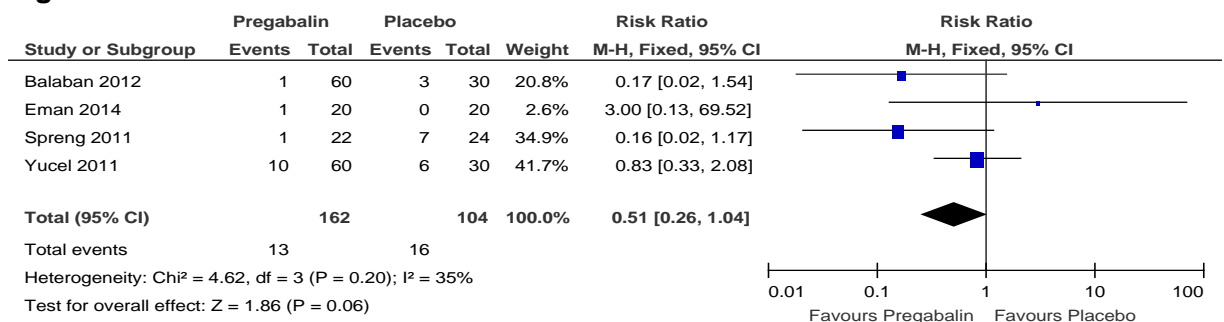 Pregabalin Placebo Risk Ratio Risk Ratio
Study or Subgroup Events Total Events Total Weight M-H, Fixed, 95% CI M-H, Fixed, 95% CI
Balaban 2012 1 60 3 30 20.8% 0.17 [0.02, 1.54]
Eman 2014 1 20 0 20 2.6% 3.00 [0.13, 69.52]
Spreng 2011 1 22 7 24 34.9% 0.16 [0.02, 1.17]
Yucel 2011 10 60 6 30 41.7% 0.83 [0.33, 2.08]
Total (95% CI) 162 104 100.0% 0.51 [0.26, 1.04]
Total events 13 16
Heterogeneity: Chi² = 4.62, df = 3 (P = 0.20); I² = 35%
Test for overall effect: Z = 1.86 (P = 0.06)
0.01 0.1 1 10 100
Favours Pregabalin Favours Placebo